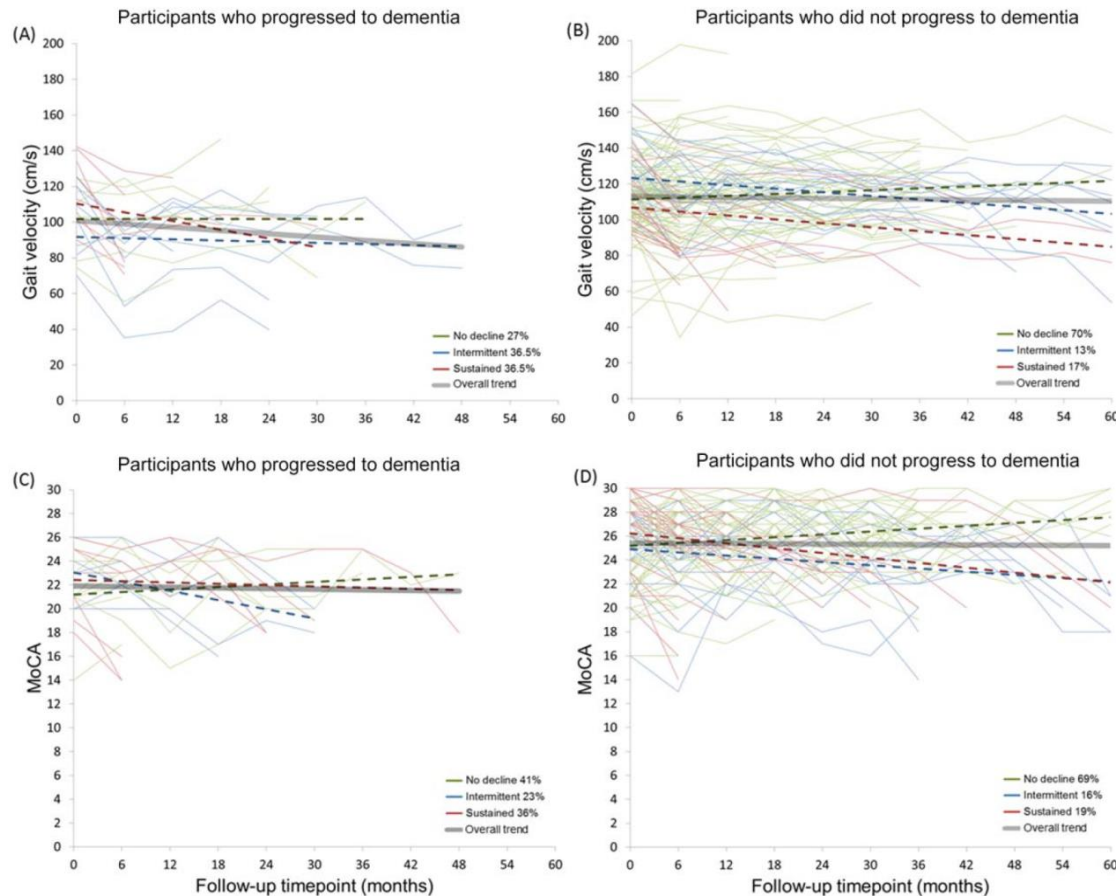 Participants who progressed to dementia
(A)
200
180
160
140
120
100
80
60
40
20
0
Gait velocity (cm/s)
No decline 27%
Intermittent 36.5%
Sustained 36.5%
Overall trend
0 6 12 18 24 30 36 42 48 54 60
Participants who did not progress to dementia
(B)
200
180
160
140
120
100
80
60
40
20
0
Gait velocity (cm/s)
No decline 70%
Intermittent 13%
Sustained 17%
Overall trend
0 6 12 18 24 30 36 42 48 54 60
Participants who progressed to dementia
(C)
30
28
26
24
22
20
18
16
14
12
10
8
6
4
2
0
MoCA
No decline 41%
Intermittent 23%
Sustained 36%
Overall trend
0 6 12 18 24 30 36 42 48 54 60
Follow-up timepoint (months)
Participants who did not progress to dementia
(D)
30
28
26
24
22
20
18
16
14
12
10
8
6
4
2
0
MoCA
No decline 69%
Intermittent 16%
Sustained 19%
Overall trend
0 6 12 18 24 30 36 42 48 54 60
Follow-up timepoint (months)